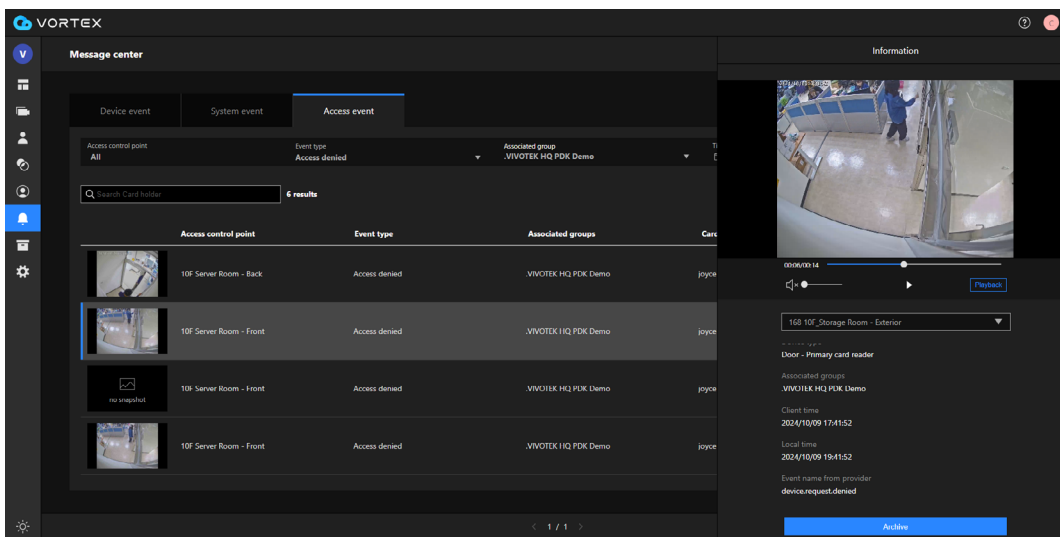 VORTEX
?
C
V
Message center
Information
Device event
System event
Access event
Access control point
All
Event type
Access denied
Associated group
.VIVOTEK HQ PDK Demo
Search Card holder
6 results
Access control point
Event type
Associated groups
Card
10F Server Room - Back
Access denied
.VIVOTEK HQ PDK Demo
joyce
10F Server Room - Front
Access denied
.VIVOTEK HQ PDK Demo
joyce
no snapshot
10F Server Room - Front
Access denied
.VIVOTEK HQ PDK Demo
joyce
10F Server Room - Front
Access denied
.VIVOTEK HQ PDK Demo
joyce
< 1 / 1 >
00:06/00:14
Playback
168 10F_Storage Room - Exterior
Door - Primary card reader
Associated groups
.VIVOTEK HQ PDK Demo
Client time
2024/10/09 17:41:52
Local time
2024/10/09 19:41:52
Event name from provider
device.request.denied
Archive